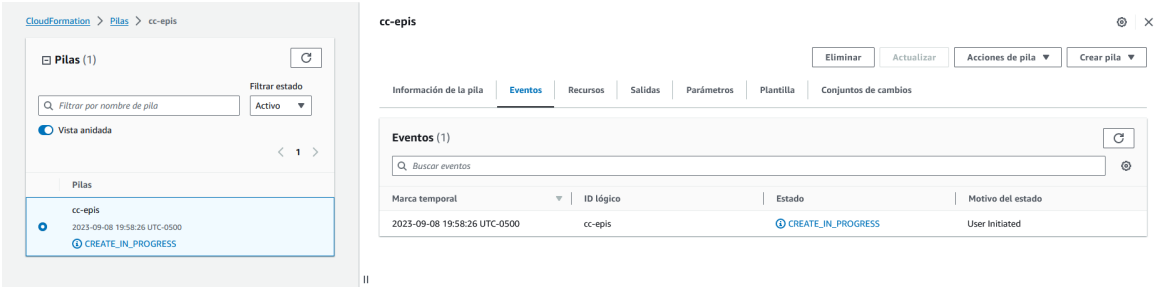 CloudFormation > Pilas > cc-epis
Pilas (1)
Filtrar estado
Filtrar por nombre de pila
Activo
Vista anidada
< 1 >
Pilas
cc-epis
2023-09-08 19:58:26 UTC-0500
CREATE_IN_PROGRESS
cc-epis
Eliminar Actualizar Acciones de pila Crear pila
Información de la pila Eventos Recursos Salidas Parámetros Plantilla Conjuntos de cambios
Eventos (1)
Buscar eventos
Marca temporal ID lógico Estado Motivo del estado
2023-09-08 19:58:26 UTC-0500 cc-epis CREATE_IN_PROGRESS User Initiated